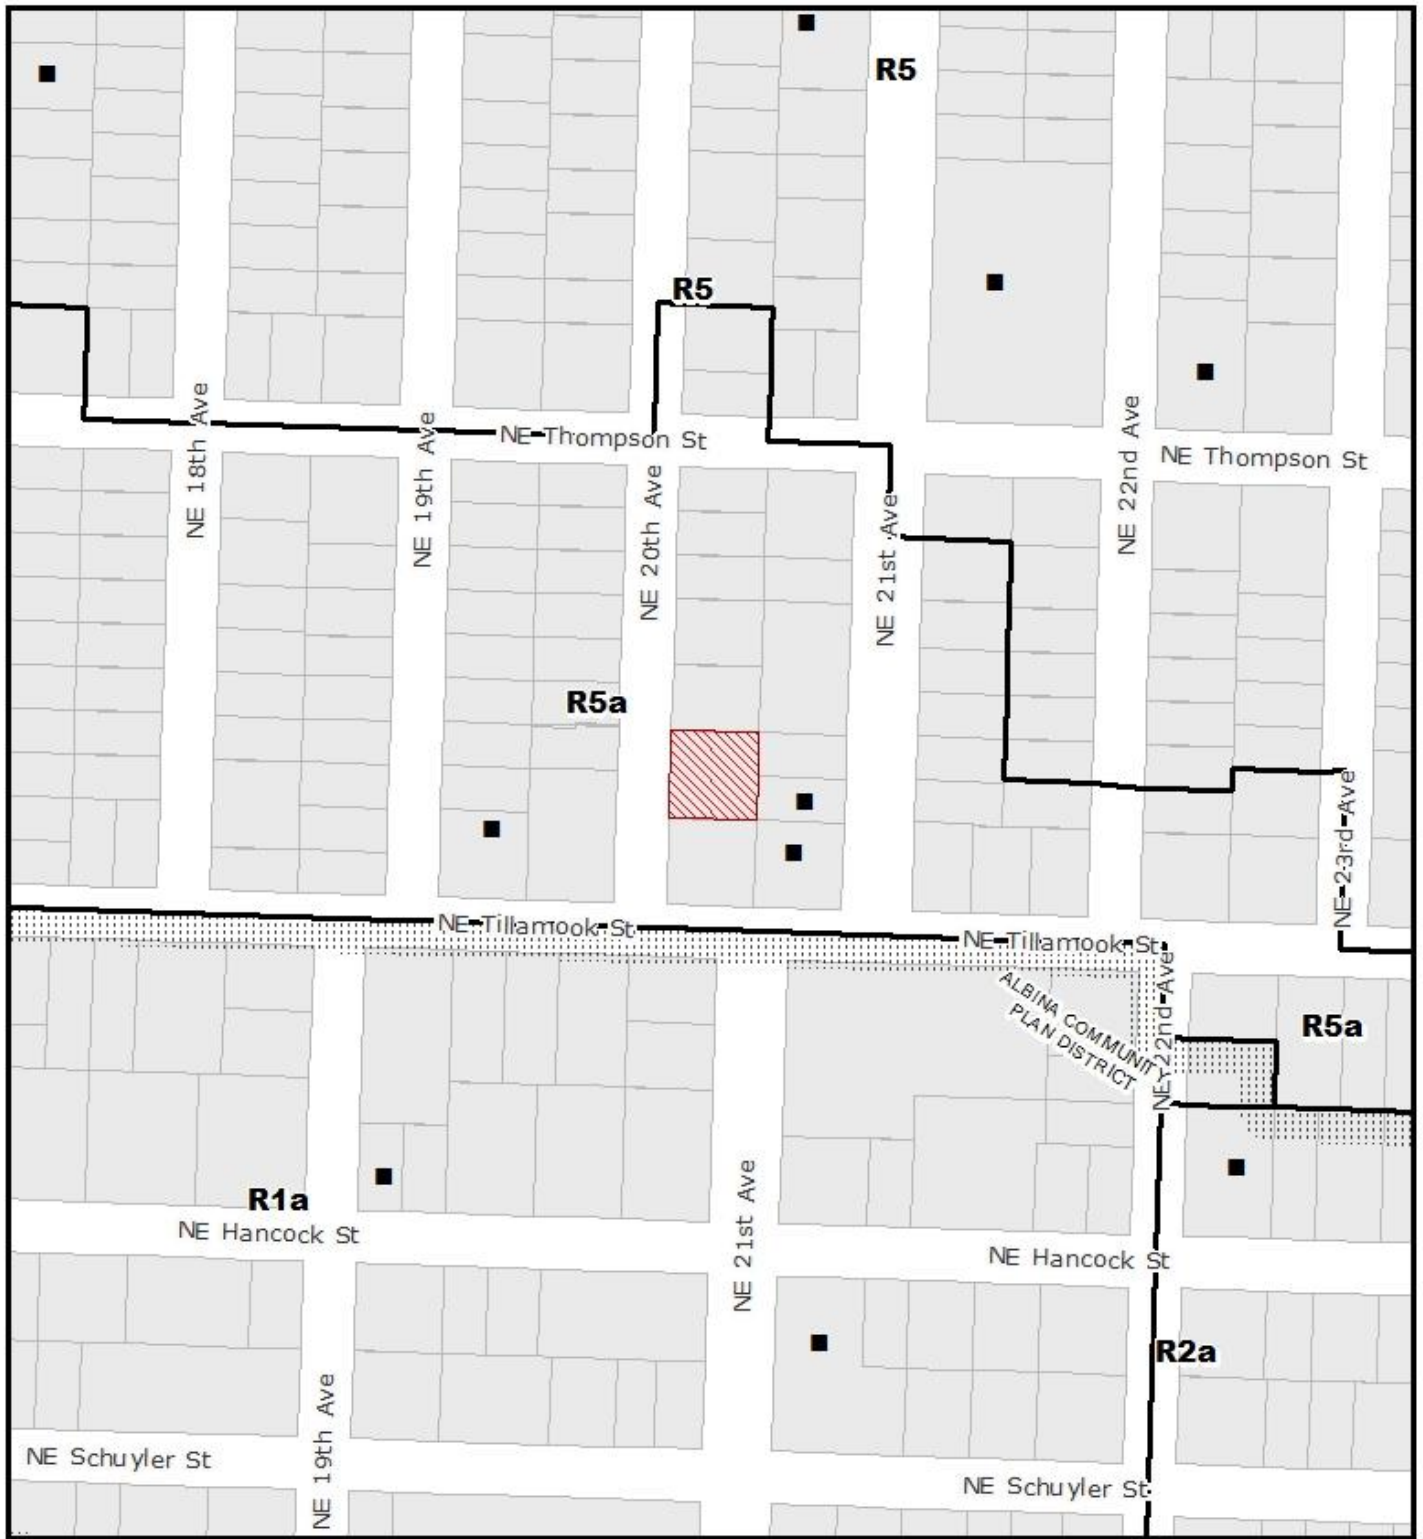 R5
R5
NE 18th Ave
NE 19th Ave
NE Thompson St
NE 22nd Ave
NE Thompson St
NE 20th Ave
NE 21st Ave
R5a
NE 23rd Ave
NE Tillamook St
NE Tillamook St
NE 22nd Ave
ALBINA COMMUNITY
PLAN DISTRICT
R5a
R1a
NE Hancock St
NE 21st Ave
NE Hancock St
R2a
NE 19th Ave
NE Schuyler St
NE Schuyler St